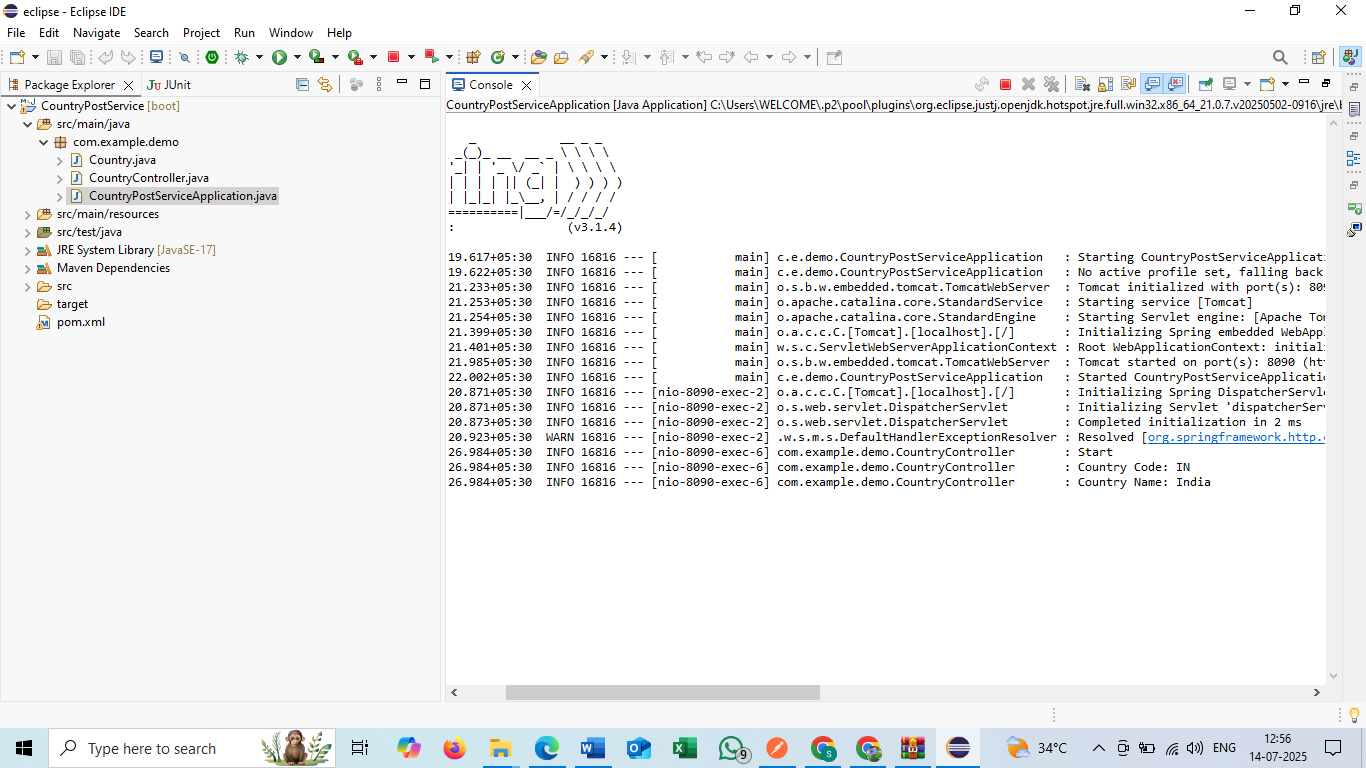 eclipse - Eclipse IDE
File Edit Navigate Search Project Run Window Help
Package Explorer
JUnit
CountryPostService [boot]
src/main/java
com.example.demo
Country.java
CountryController.java
CountryPostServiceApplication.java
src/main/resources
src/test/java
JRE System Library [JavaSE-17]
Maven Dependencies
src
target
pom.xml
Console
CountryPostServiceApplication [Java Application] C:\Users\WELCOME\.p2\pool\plugins\org.eclipse.justj.openjdk.hotspot.jre.full.win32.x86_64_21.0.7.v20250502-0916\jre\b
: (v3.1.4)
19.617+05:30 INFO 16816 --- [ main] c.e.demo.CountryPostServiceApplication : Starting CountryPostServiceApplicati
19.622+05:30 INFO 16816 --- [ main] c.e.demo.CountryPostServiceApplication : No active profile set, falling back
21.233+05:30 INFO 16816 --- [ main] o.s.b.w.embedded.tomcat.TomcatWebServer : Tomcat initialized with port(s): 809
21.253+05:30 INFO 16816 --- [ main] o.apache.catalina.core.StandardService : Starting service [Tomcat]
21.254+05:30 INFO 16816 --- [ main] o.apache.catalina.core.StandardEngine : Starting Servlet engine: [Apache Tom
21.399+05:30 INFO 16816 --- [ main] o.a.c.c.C.[Tomcat].[localhost].[/] : Initializing Spring embedded WebAppl
21.401+05:30 INFO 16816 --- [ main] w.s.c.ServletWebServerApplicationContext : Root WebApplicationContext: initiali
21.985+05:30 INFO 16816 --- [ main] o.s.b.w.embedded.tomcat.TomcatWebServer : Tomcat started on port(s): 8090 (htt
22.002+05:30 INFO 16816 --- [ main] c.e.demo.CountryPostServiceApplication : Started CountryPostServiceApplicatio
20.871+05:30 INFO 16816 --- [nio-8090-exec-2] o.a.c.c.C.[Tomcat].[localhost].[/] : Initializing Spring DispatcherServle
20.871+05:30 INFO 16816 --- [nio-8090-exec-2] o.s.web.servlet.DispatcherServlet : Initializing Servlet 'dispatcherServ
20.873+05:30 INFO 16816 --- [nio-8090-exec-2] o.s.web.servlet.DispatcherServlet : Completed initialization in 2 ms
20.923+05:30 WARN 16816 --- [nio-8090-exec-2] .w.s.m.s.DefaultHandlerExceptionResolver : Resolved [org.springframework.http.c
26.984+05:30 INFO 16816 --- [nio-8090-exec-6] com.example.demo.CountryController : Start
26.984+05:30 INFO 16816 --- [nio-8090-exec-6] com.example.demo.CountryController : Country Code: IN
26.984+05:30 INFO 16816 --- [nio-8090-exec-6] com.example.demo.CountryController : Country Name: India
Type here to search
9
34°C
ENG
12:56
14-07-2025